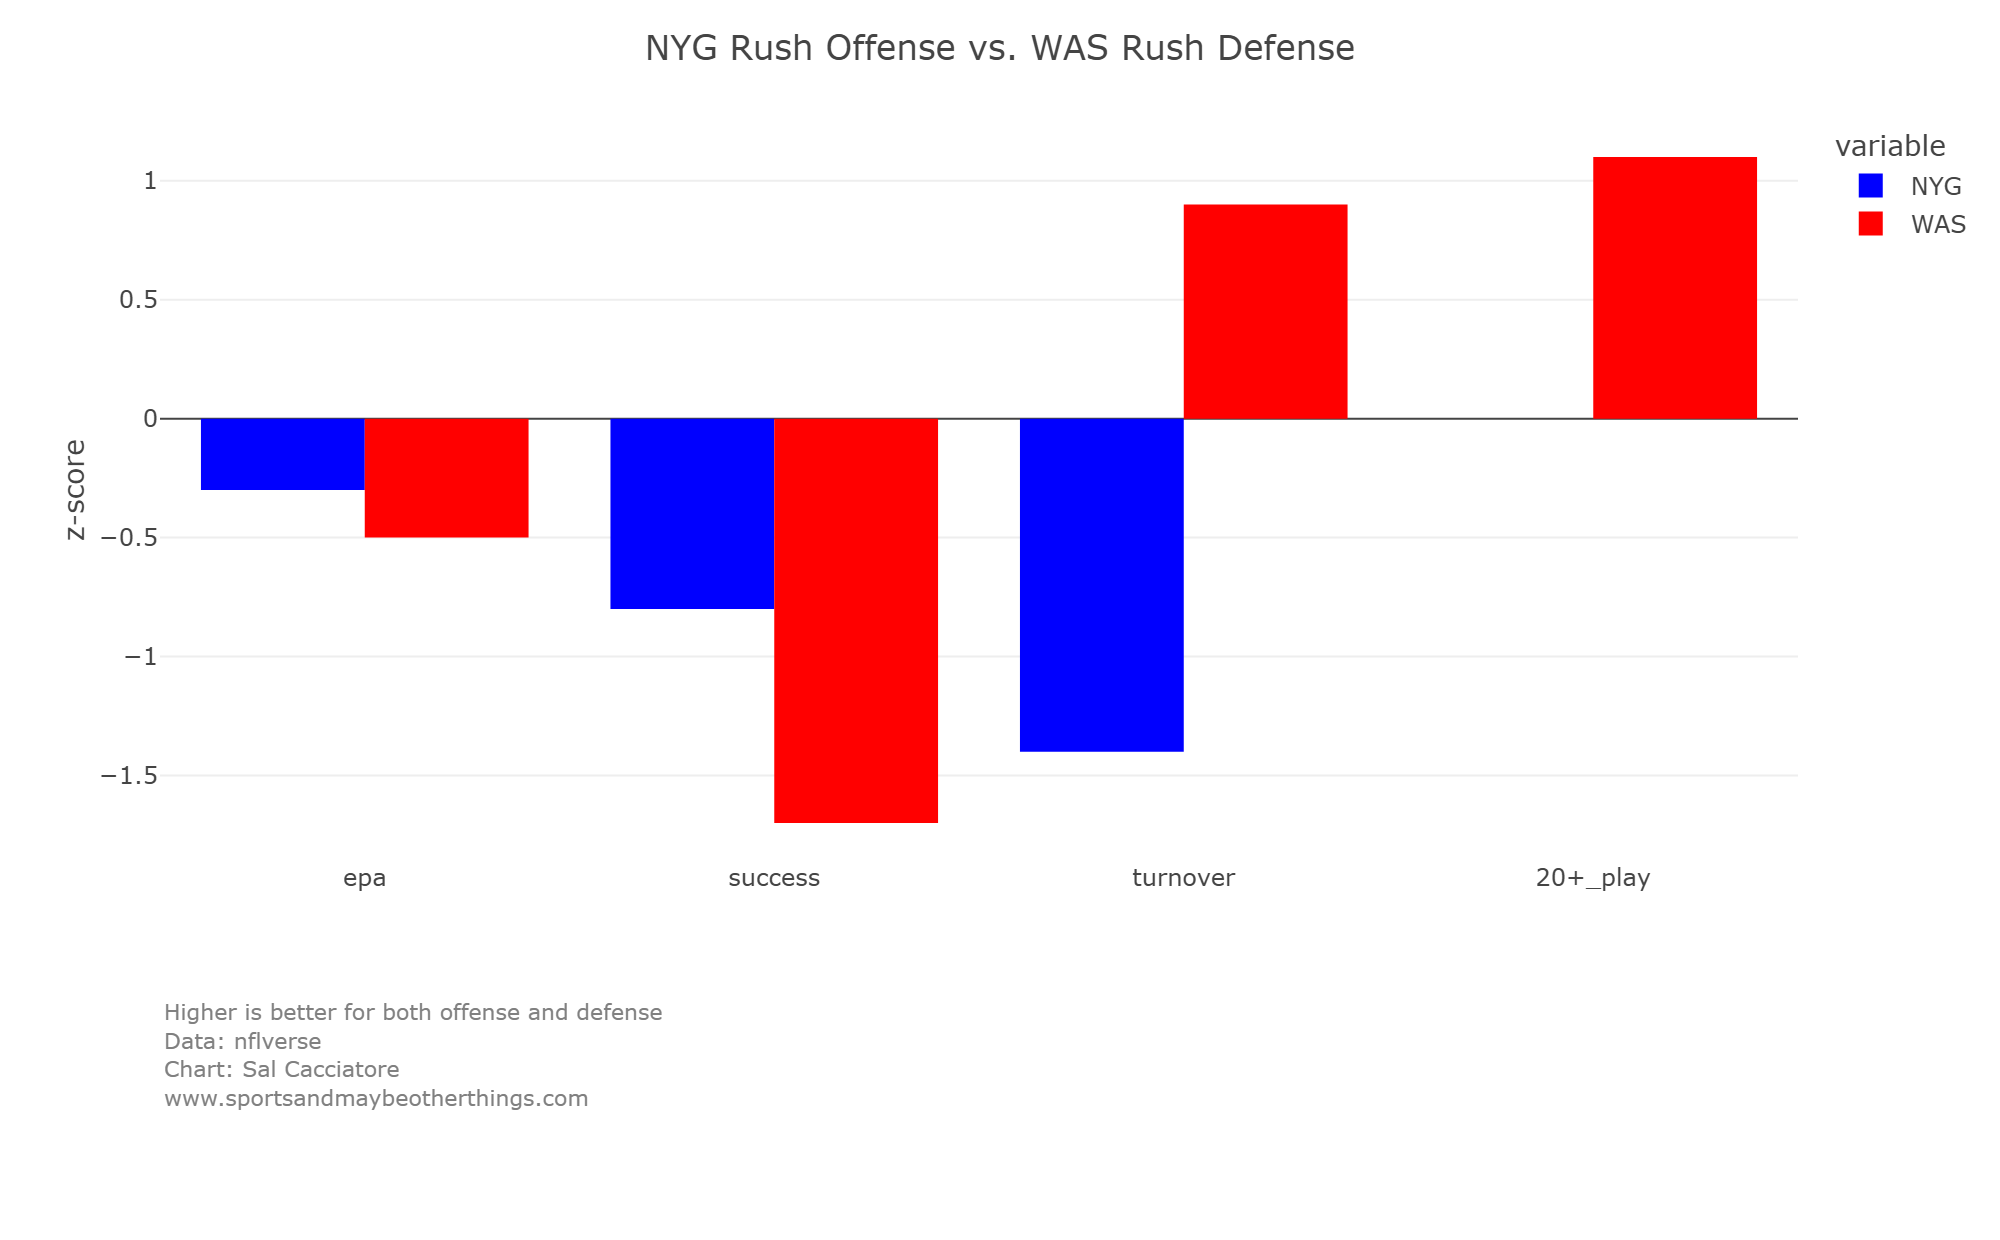 NYG Rush Offense vs. WAS Rush Defense
variable
NYG
WAS
z-score
1
0.5
0
−0.5
−1
−1.5
epa
success
turnover
20+_play
Higher is better for both offense and defense
Data: nflverse
Chart: Sal Cacciatore
www.sportsandmaybeotherthings.com